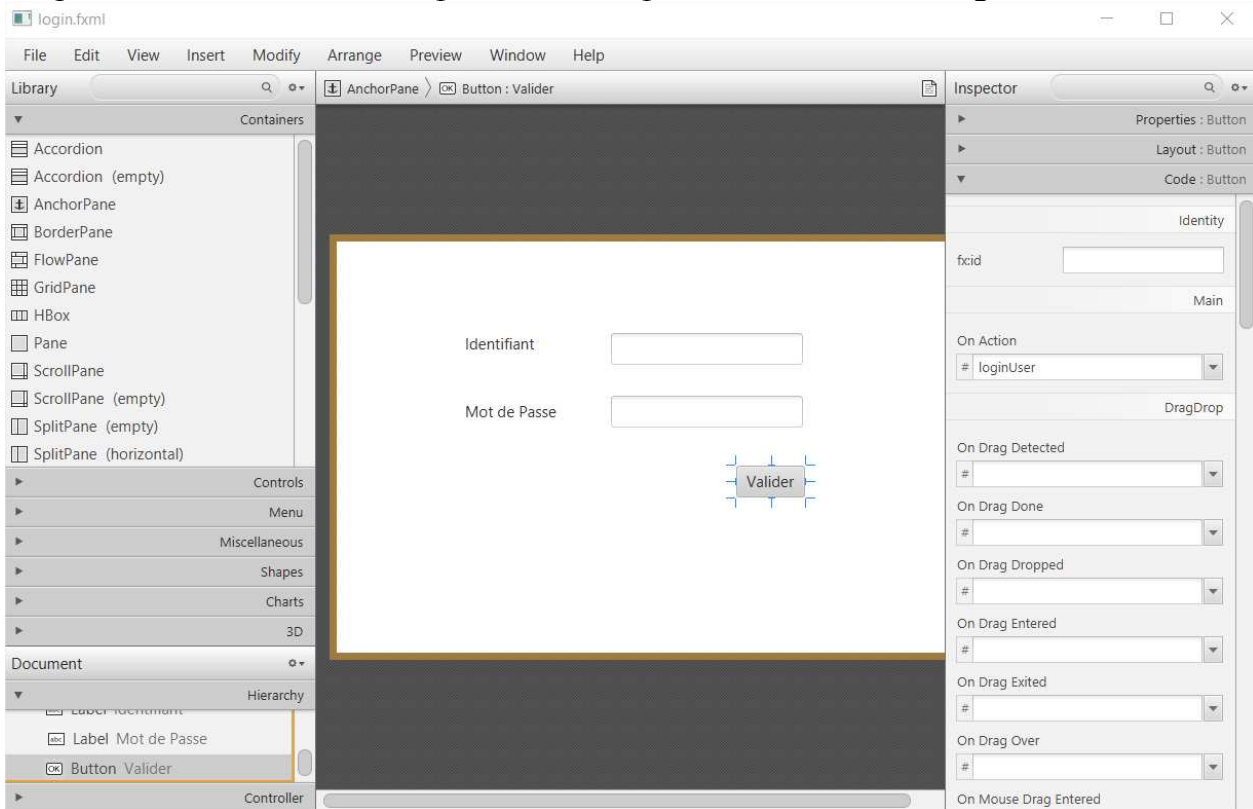 login.fxml
File Edit View Insert Modify Arrange Preview Window Help
Library
AnchorPane Button : Valider
Inspector
Containers
Accordion
Accordion (empty)
AnchorPane
BorderPane
FlowPane
GridPane
HBox
Pane
ScrollPane
ScrollPane (empty)
SplitPane (empty)
SplitPane (horizontal)
Controls
Menu
Miscellaneous
Shapes
Charts
3D
Document
Hierarchy
Label Identifiant
abc Label Mot de Passe
OK Button Valider
Controller
Identifiant
Mot de Passe
Valider
Properties : Button
Layout : Button
Code : Button
Identity
fx:id
Main
On Action
# loginUser
DragDrop
On Drag Detected
#
On Drag Done
#
On Drag Dropped
#
On Drag Entered
#
On Drag Exited
#
On Drag Over
#
On Mouse Drag Entered